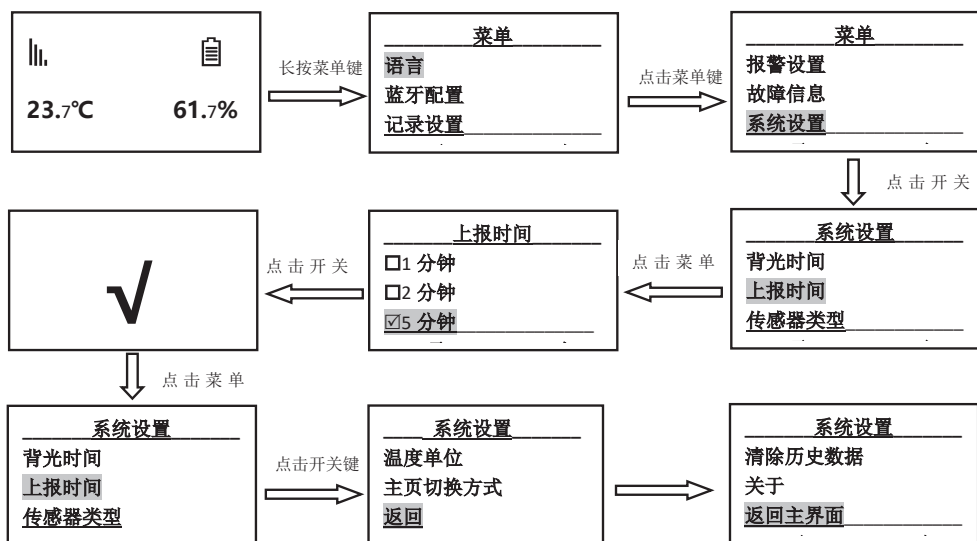 23.7℃ 61.7%
长按菜单键
菜单
语言
蓝牙配置
记录设置
点击菜单键
菜单
报警设置
故障信息
系统设置
点击开关
系统设置
背光时间
上报时间
传感器类型
点击菜单
上报时间
□1 分钟
□2 分钟
☑5 分钟
点击开关
√
点击菜单
系统设置
背光时间
上报时间
传感器类型
点击开关键
系统设置
温度单位
主页切换方式
返回
系统设置
清除历史数据
关于
返回主界面